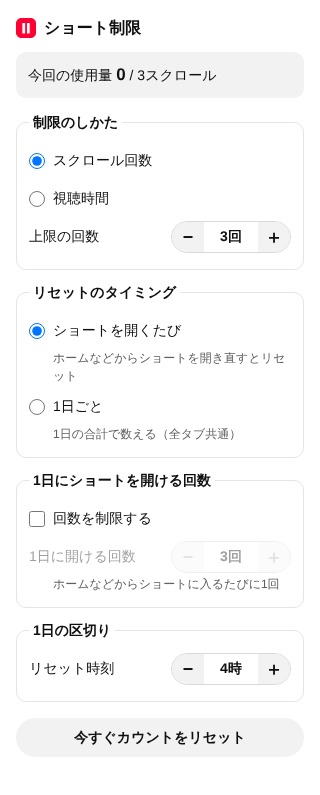 ショート制限
今回の使用量 0 / 3スクロール
制限のしかた
スクロール回数
視聴時間
上限の回数 − 3回 +
リセットのタイミング
ショートを開くたび
ホームなどからショートを開き直すとリセ
ット
1日ごと
1日の合計で数える（全タブ共通）
1日にショートを開ける回数
回数を制限する
1日に開ける回数 − 3回 +
ホームなどからショートに入るたびに1回
1日の区切り
リセット時刻 − 4時 +
今すぐカウントをリセット